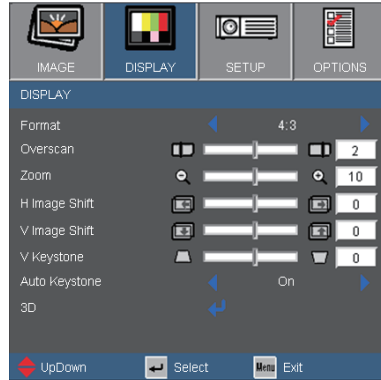 IMAGE DISPLAY SETUP OPTIONS
DISPLAY
Format 4:3
Overscan 2
Zoom 10
H Image Shift 0
V Image Shift 0
V Keystone 0
Auto Keystone On
3D
UpDown Select Menu Exit